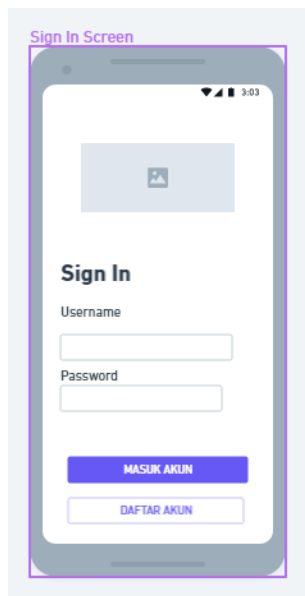 Sign In Screen
3:03
Sign In
Username
Password
MASUK AKUN
DAFTAR AKUN